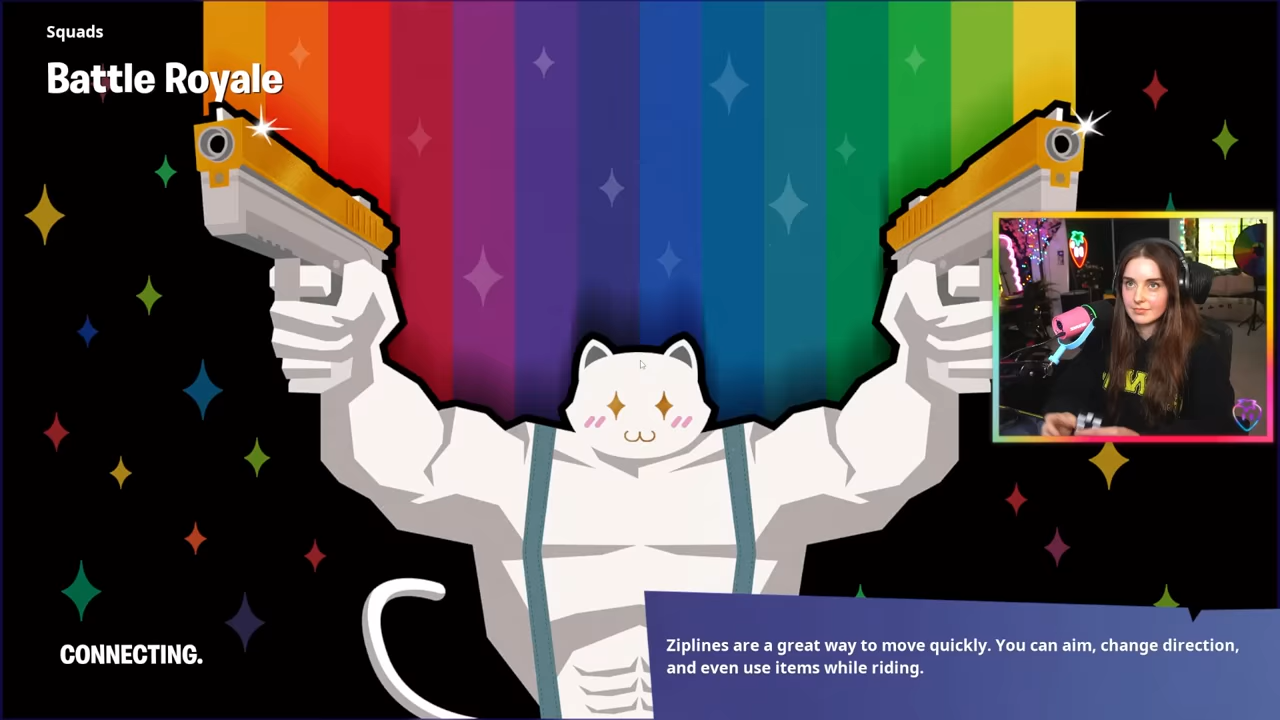 Squads
Battle Royale
CONNECTING.
Ziplines are a great way to move quickly. You can aim, change direction,
and even use items while riding.